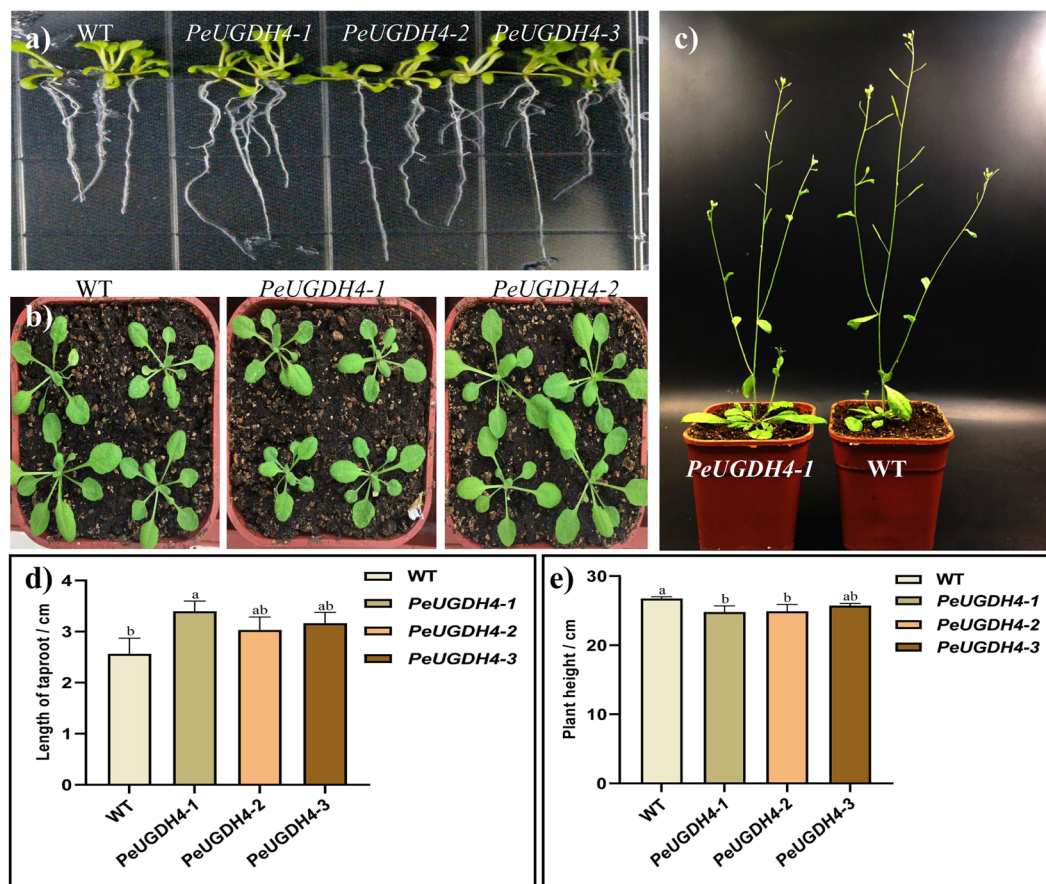 a)
WT
PeUGDH4-1
PeUGDH4-2
PeUGDH4-3
b)
WT
PeUGDH4-1
PeUGDH4-2
c)
PeUGDH4-1
WT
d)
Length of taproot / cm
4
3
2
1
0
b
a
ab
ab
WT
PeUGDH4-1
PeUGDH4-2
PeUGDH4-3
WT
PeUGDH4-1
PeUGDH4-2
PeUGDH4-3
e)
Plant height / cm
30
20
10
0
a
b
b
ab
WT
PeUGDH4-1
PeUGDH4-2
PeUGDH4-3
WT
PeUGDH4-1
PeUGDH4-2
PeUGDH4-3